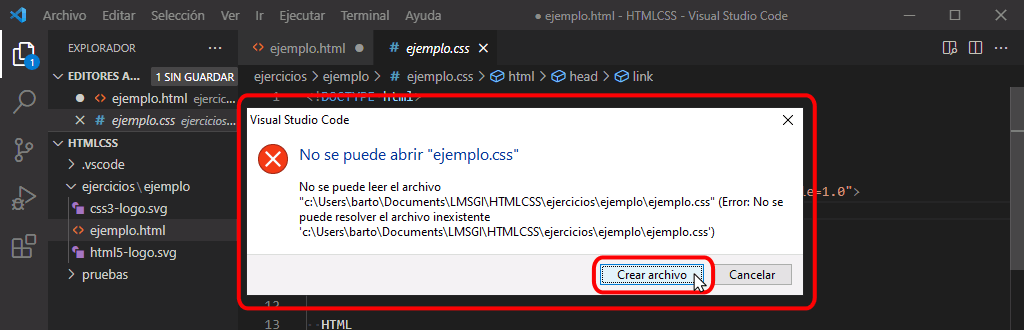 Archivo Editar Selección Ver Ir Ejecutar Terminal Ayuda ● ejemplo.html - HTMLCSS - Visual Studio Code
EXPLORADOR ···
ejemplo.html ●
ejemplo.css
EDITORES A... 1 SIN GUARDAR
ejercicios > ejemplo > # ejemplo.css > html > head > link
● <> ejemplo.html ejercic...
1 <!DOCTYPE html>
# ejemplo.css ejercicios...
HTMLCSS
.vscode
ejercicios\ejemplo
css3-logo.svg
ejemplo.html
html5-logo.svg
pruebas
1
Visual Studio Code
No se puede abrir "ejemplo.css"
No se puede leer el archivo
"c:\Users\barto\Documents\LMSGI\HTMLCSS\ejercicios\ejemplo\ejemplo.css" (Error: No se
puede resolver el archivo inexistente
'c:\Users\barto\Documents\LMSGI\HTMLCSS\ejercicios\ejemplo\ejemplo.css')
Crear archivo Cancelar
=1.0">
12
13 HTML